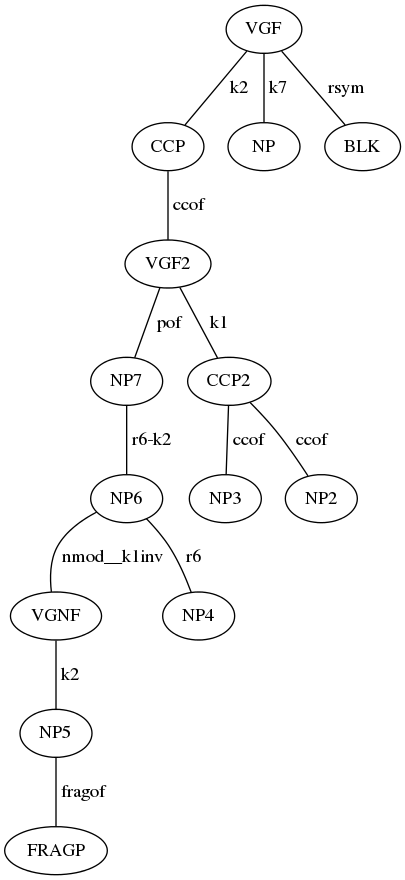 VGF
k2 k7 rsym
CCP NP BLK
ccof
VGF2
pof k1
NP7 CCP2
r6-k2 ccof ccof
NP6 NP3 NP2
nmod__k1inv r6
VGNF NP4
k2
NP5
fragof
FRAGP